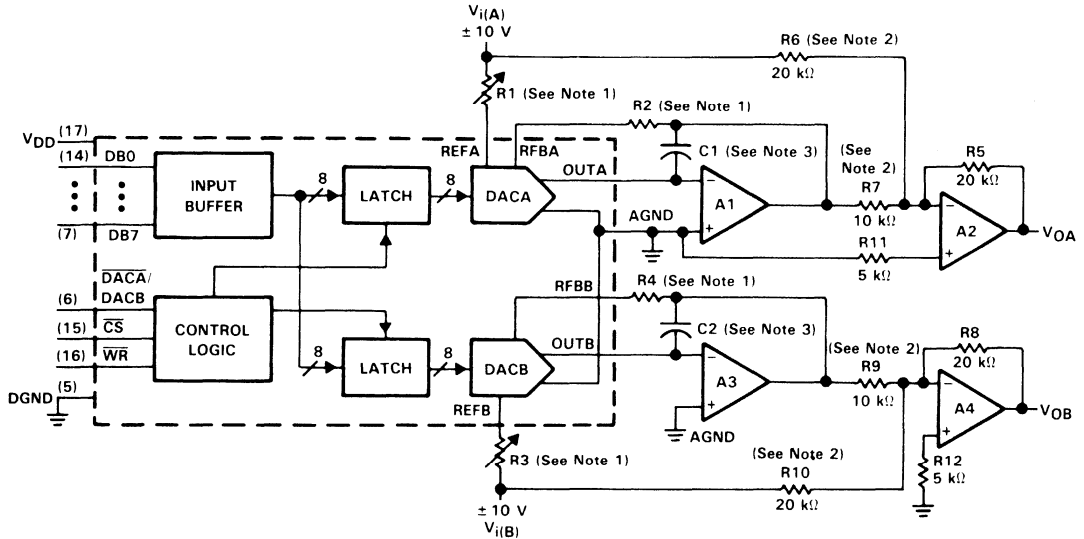 Vi(A)
± 10 V
R6 (See Note 2)
20 kΩ
R1 (See Note 1)
R2 (See Note 1)
VDD (17)
(14) DB0
(7) DB7
INPUT
BUFFER
8
LATCH
8
REFA
RFBA
DACA
OUTA
C1 (See Note 3)
AGND
−
+
A1
(See
Note 2)
R7
10 kΩ
R5
20 kΩ
−
+
A2
VOA
R11
5 kΩ
DACA/
DACB
(6)
(15) CS
(16) WR
DGND (5)
CONTROL
LOGIC
8
LATCH
8
RFBB
DACB
OUTB
REFB
R4 (See Note 1)
C2 (See Note 3)
−
+
A3
AGND
(See Note 2)
R9
10 kΩ
R8
20 kΩ
−
+
A4
VOB
R12
5 kΩ
R3 (See Note 1)
(See Note 2)
R10
20 kΩ
± 10 V
Vi(B)